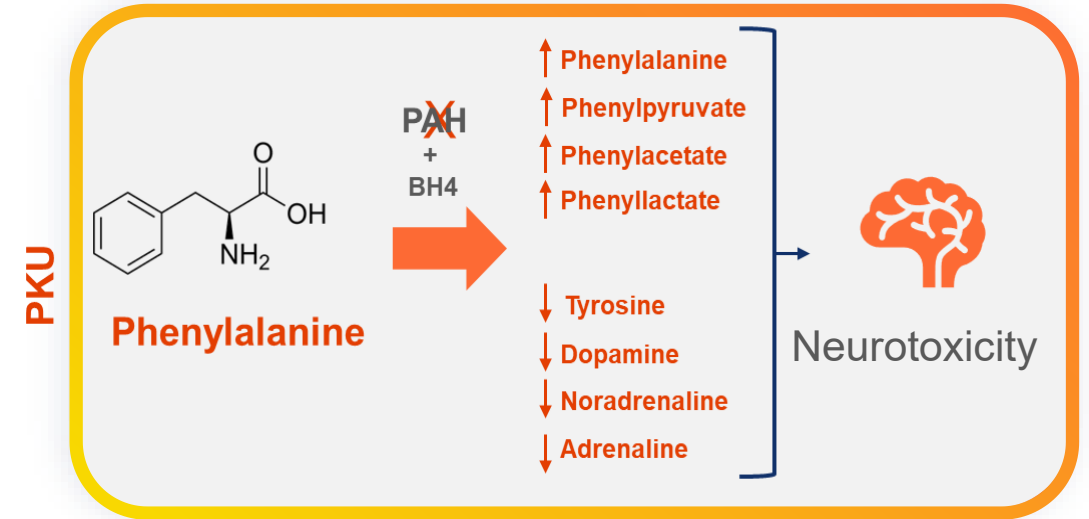 PKU
O
OH
NH2
Phenylalanine
PAH
+
BH4
Phenylalanine
Phenylpyruvate
Phenylacetate
Phenyllactate
Tyrosine
Dopamine
Noradrenaline
Adrenaline
Neurotoxicity